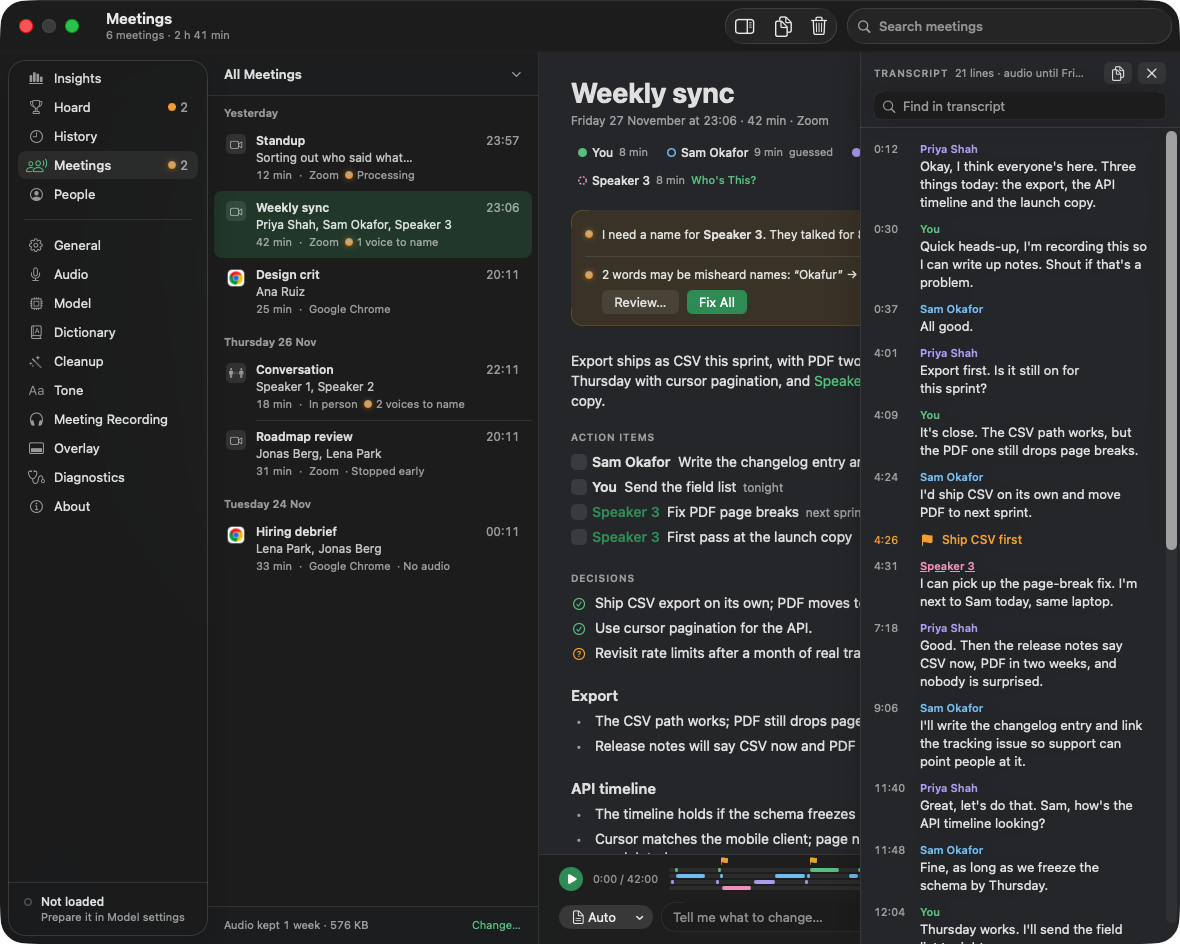 Meetings
6 meetings · 2 h 41 min
Search meetings
Insights
Hoard 2
History
Meetings 2
People
General
Audio
Model
Dictionary
Cleanup
Aa Tone
Meeting Recording
Overlay
Diagnostics
About
Not loaded
Prepare it in Model settings
All Meetings
Yesterday
Standup 23:57
Sorting out who said what...
12 min · Zoom Processing
Weekly sync 23:06
Priya Shah, Sam Okafor, Speaker 3
42 min · Zoom 1 voice to name
Design crit 20:11
Ana Ruiz
25 min · Google Chrome
Thursday 26 Nov
Conversation 22:11
Speaker 1, Speaker 2
18 min · In person 2 voices to name
Roadmap review 20:11
Jonas Berg, Lena Park
31 min · Zoom · Stopped early
Tuesday 24 Nov
Hiring debrief 00:11
Lena Park, Jonas Berg
33 min · Google Chrome · No audio
Audio kept 1 week · 576 KB Change...
Weekly sync
Friday 27 November at 23:06 · 42 min · Zoom
You 8 min Sam Okafor 9 min guessed
Speaker 3 8 min Who's This?
I need a name for Speaker 3. They talked for
2 words may be misheard names: “Okafur” →
Review... Fix All
Export ships as CSV this sprint, with PDF two
Thursday with cursor pagination, and Speake
copy.
ACTION ITEMS
Sam Okafor Write the changelog entry an
You Send the field list tonight
Speaker 3 Fix PDF page breaks next sprin
Speaker 3 First pass at the launch copy
DECISIONS
Ship CSV export on its own; PDF moves to
Use cursor pagination for the API.
Revisit rate limits after a month of real tra
Export
• The CSV path works; PDF still drops page
• Release notes will say CSV now and PDF
API timeline
• The timeline holds if the schema freezes
• Cursor matches the mobile client; page n
0:00 / 42:00
Auto
Tell me what to change...
TRANSCRIPT 21 lines · audio until Fri...
Find in transcript
0:12 Priya Shah
Okay, I think everyone's here. Three
things today: the export, the API
timeline and the launch copy.
0:30 You
Quick heads-up, I'm recording this so
I can write up notes. Shout if that's a
problem.
0:37 Sam Okafor
All good.
4:01 Priya Shah
Export first. Is it still on for
this sprint?
4:09 You
It's close. The CSV path works, but
the PDF one still drops page breaks.
4:24 Sam Okafor
I'd ship CSV on its own and move
PDF to next sprint.
4:26 Ship CSV first
4:31 Speaker 3
I can pick up the page-break fix. I'm
next to Sam today, same laptop.
7:18 Priya Shah
Good. Then the release notes say
CSV now, PDF in two weeks, and
nobody is surprised.
9:06 Sam Okafor
I'll write the changelog entry and link
the tracking issue so support can
point people at it.
11:40 Priya Shah
Great, let's do that. Sam, how's the
API timeline looking?
11:48 Sam Okafor
Fine, as long as we freeze the
schema by Thursday.
12:04 You
Thursday works. I'll send the field